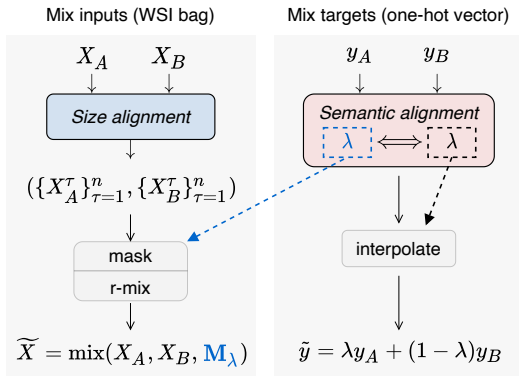 Mix inputs (WSI bag)
X_A X_B
Size alignment
({X_A^τ}_{τ=1}^n, {X_B^τ}_{τ=1}^n)
mask
r-mix
X̃ = mix(X_A, X_B, M_λ)
Mix targets (one-hot vector)
y_A y_B
Semantic alignment
λ ⟺ λ
interpolate
ỹ = λy_A + (1 − λ)y_B